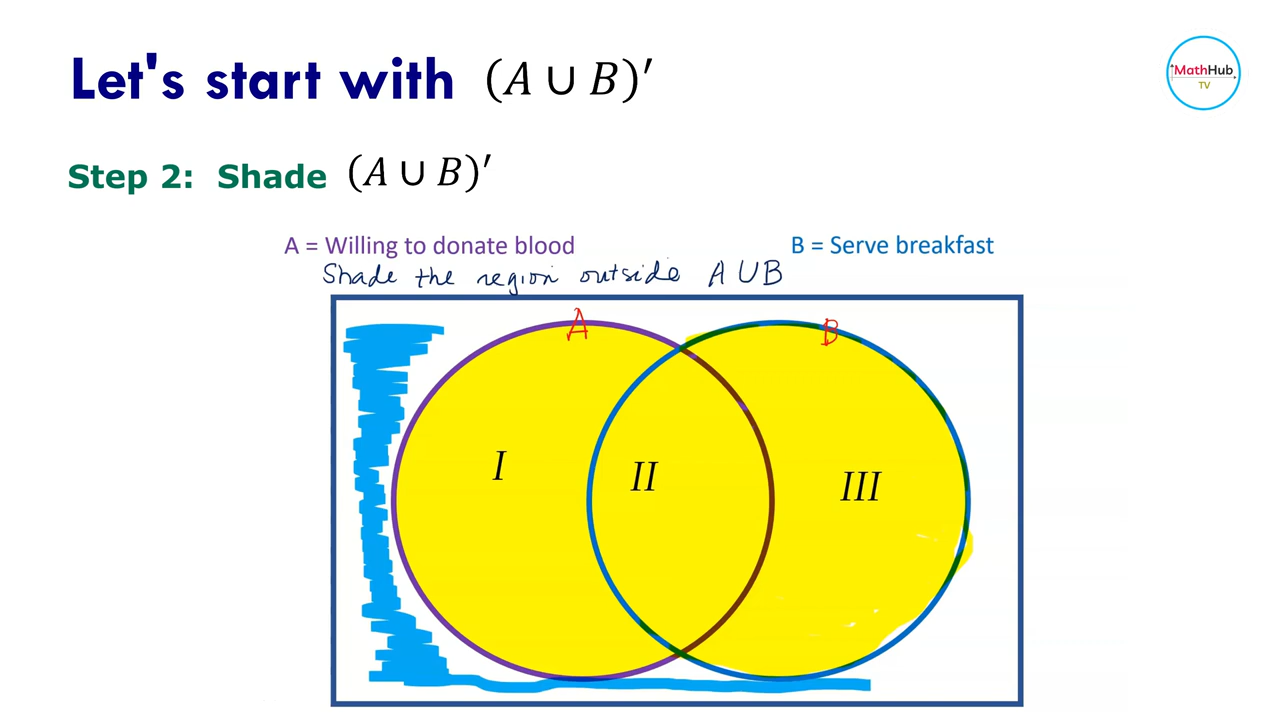 Let's start with (A ∪ B)′
MathHub
TV
Step 2: Shade (A ∪ B)′
A = Willing to donate blood
B = Serve breakfast
Shade the region outside A ∪ B
A
B
I
II
III